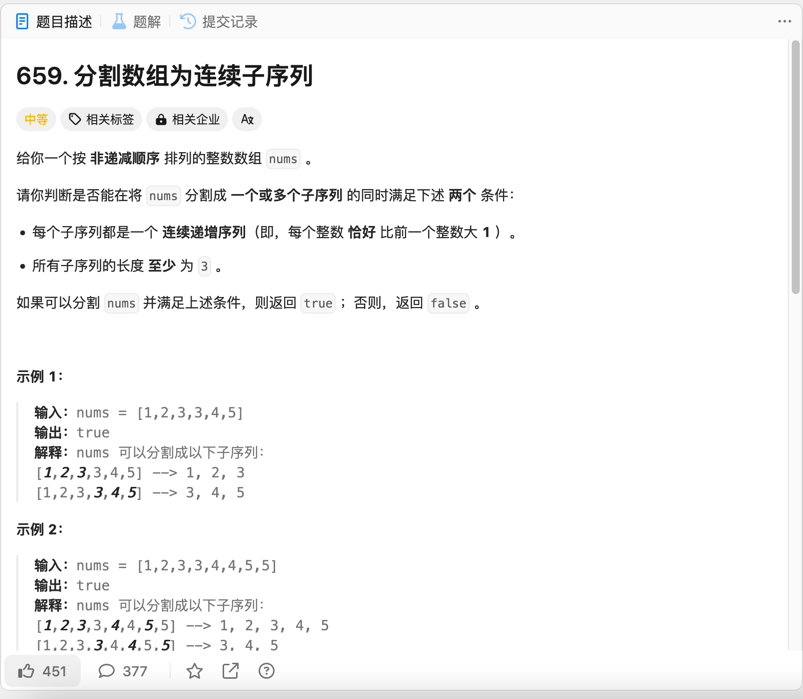 题目描述 题解 提交记录
659. 分割数组为连续子序列
中等 相关标签 相关企业 Aあ
给你一个按 非递减顺序 排列的整数数组 nums 。
请你判断是否能在将 nums 分割成 一个或多个子序列 的同时满足下述 两个 条件：
• 每个子序列都是一个 连续递增序列（即，每个整数 恰好 比前一个整数大 1 ）。
• 所有子序列的长度 至少 为 3 。
如果可以分割 nums 并满足上述条件，则返回 true ；否则，返回 false 。
示例 1：
输入：nums = [1,2,3,3,4,5]
输出：true
解释：nums 可以分割成以下子序列：
[1,2,3,3,4,5] --> 1, 2, 3
[1,2,3,3,4,5] --> 3, 4, 5
示例 2：
输入：nums = [1,2,3,3,4,4,5,5]
输出：true
解释：nums 可以分割成以下子序列：
[1,2,3,3,4,4,5,5] --> 1, 2, 3, 4, 5
[1,2,3,3,4,4,5,5] --> 3, 4, 5
451 377